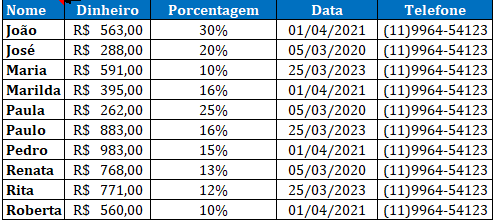 Nome Dinheiro Porcentagem Data Telefone
João R$ 563,00 30% 01/04/2021 (11)9964-54123
José R$ 288,00 20% 05/03/2020 (11)9964-54123
Maria R$ 591,00 10% 25/03/2023 (11)9964-54123
Marilda R$ 395,00 16% 01/04/2021 (11)9964-54123
Paula R$ 262,00 25% 05/03/2020 (11)9964-54123
Paulo R$ 883,00 16% 25/03/2023 (11)9964-54123
Pedro R$ 983,00 15% 01/04/2021 (11)9964-54123
Renata R$ 768,00 13% 05/03/2020 (11)9964-54123
Rita R$ 771,00 12% 25/03/2023 (11)9964-54123
Roberta R$ 560,00 10% 01/04/2021 (11)9964-54123